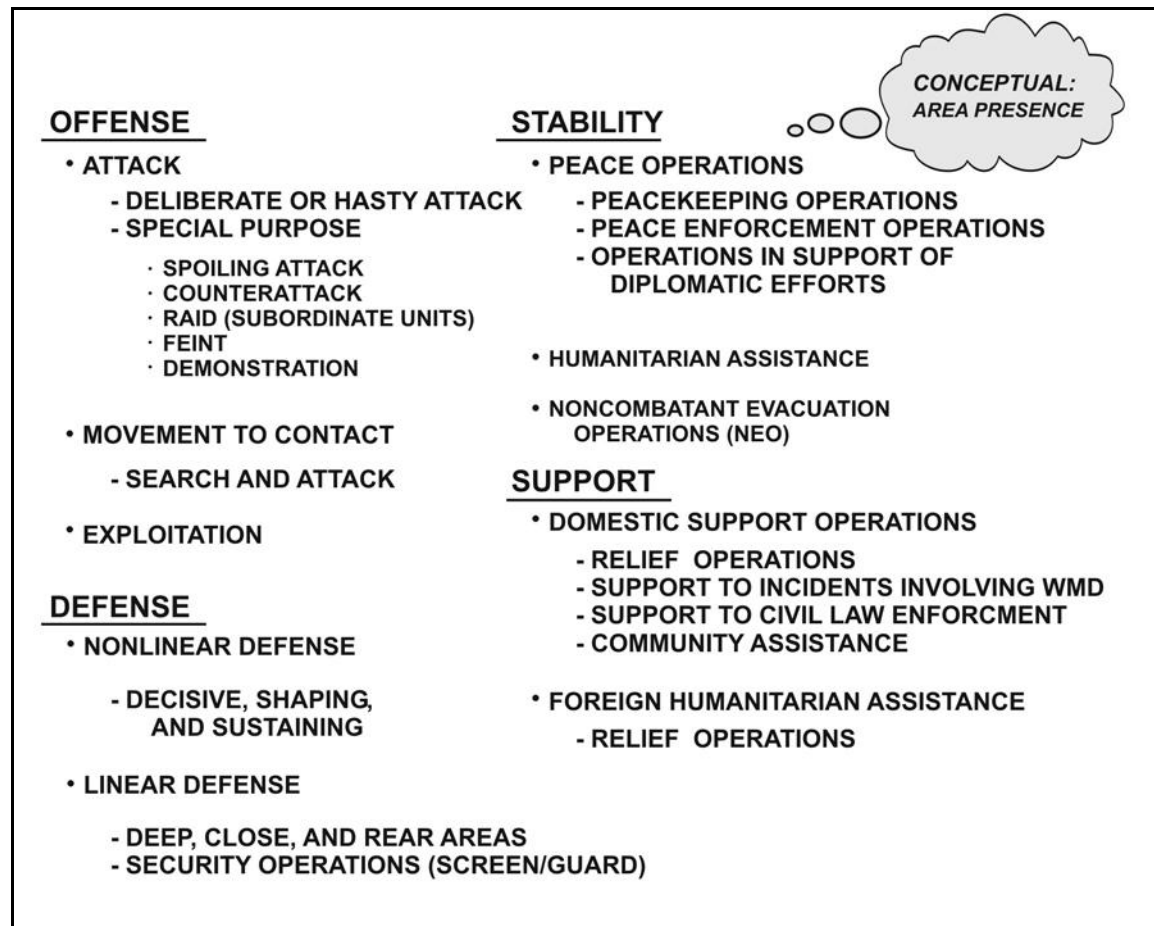 CONCEPTUAL:
AREA PRESENCE
OFFENSE
• ATTACK
- DELIBERATE OR HASTY ATTACK
- SPECIAL PURPOSE
· SPOILING ATTACK
· COUNTERATTACK
· RAID (SUBORDINATE UNITS)
· FEINT
· DEMONSTRATION
• MOVEMENT TO CONTACT
- SEARCH AND ATTACK
• EXPLOITATION
DEFENSE
• NONLINEAR DEFENSE
- DECISIVE, SHAPING,
AND SUSTAINING
• LINEAR DEFENSE
- DEEP, CLOSE, AND REAR AREAS
- SECURITY OPERATIONS (SCREEN/GUARD)
STABILITY
• PEACE OPERATIONS
- PEACEKEEPING OPERATIONS
- PEACE ENFORCEMENT OPERATIONS
- OPERATIONS IN SUPPORT OF
DIPLOMATIC EFFORTS
• HUMANITARIAN ASSISTANCE
• NONCOMBATANT EVACUATION
OPERATIONS (NEO)
SUPPORT
• DOMESTIC SUPPORT OPERATIONS
- RELIEF OPERATIONS
- SUPPORT TO INCIDENTS INVOLVING WMD
- SUPPORT TO CIVIL LAW ENFORCMENT
- COMMUNITY ASSISTANCE
• FOREIGN HUMANITARIAN ASSISTANCE
- RELIEF OPERATIONS